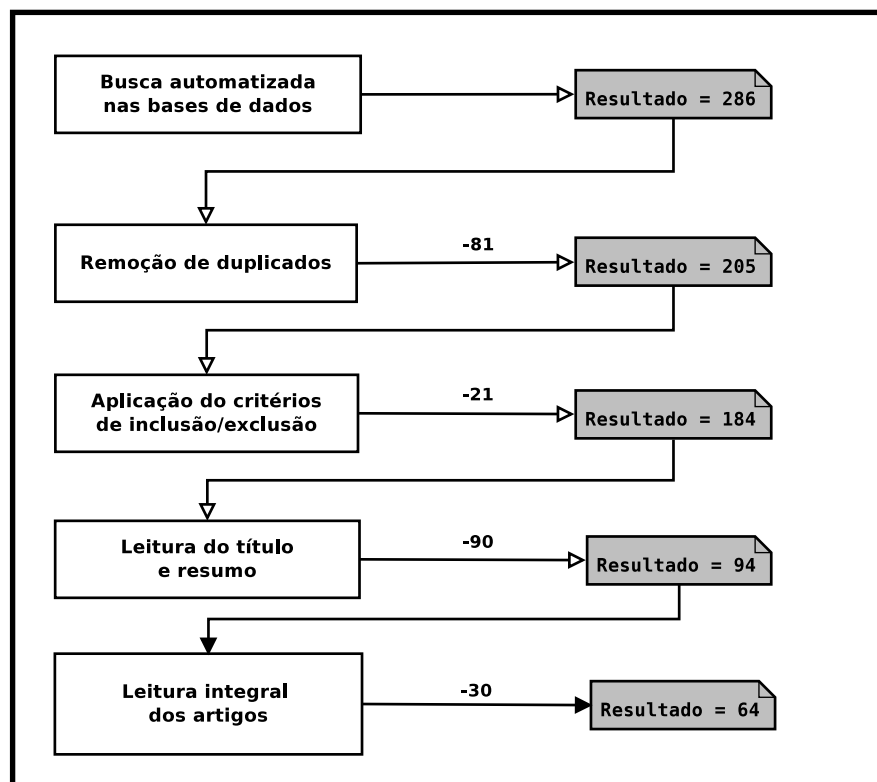 Busca automatizada
nas bases de dados
Resultado = 286
Remoção de duplicados
-81
Resultado = 205
Aplicação do critérios
de inclusão/exclusão
-21
Resultado = 184
Leitura do título
e resumo
-90
Resultado = 94
Leitura integral
dos artigos
-30
Resultado = 64